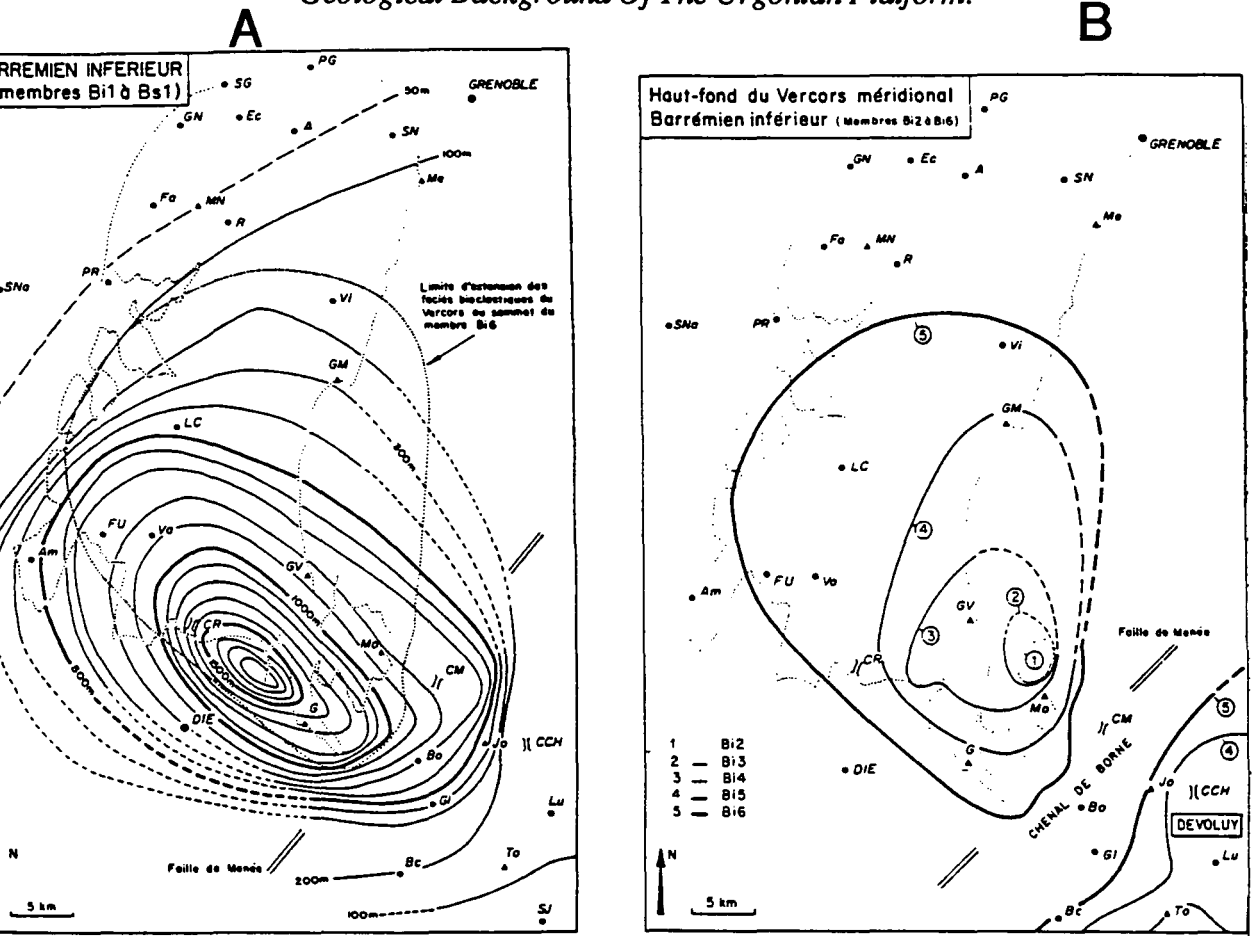 Geological Background Of The Urgonian Platform.
A
RREMIEN INFERIEUR
membres Bi1 à Bs1)
PG
SG
GRENOBLE
50m
GN
Ec
A
SN
100m
Me
Fa
MN
R
PR
SNa
Vi
Limite d'extension des
faciès bioclastiques du
Vercors au sommet du
membre Bi6
GM
LC
200m
FU
Va
Am
GV
1000m
CR
Ma
CM
500m
DIE
G
Bo
Jo
CCH
Gl
Lu
N
Faille de Menée
200m
Bc
To
5 km
100m
SJ
B
Haut-fond du Vercors méridional
Barrémien inférieur (Membres Bi2 à Bi6)
PG
GRENOBLE
GN
Ec
A
SN
Me
Fa
MN
R
SNa
PR
5
Vi
GM
LC
4
Am
FU
Va
GV
2
3
1
Faille de Menée
CR
Ma
CM
5
1 Bi2
2 — Bi3
3 — Bi4
4 — Bi5
5 — Bi6
G
DIE
CHENAL DE BORNE
4
Jo
CCH
Bo
DEVOLUY
N
Gl
Lu
5 km
Bc
To